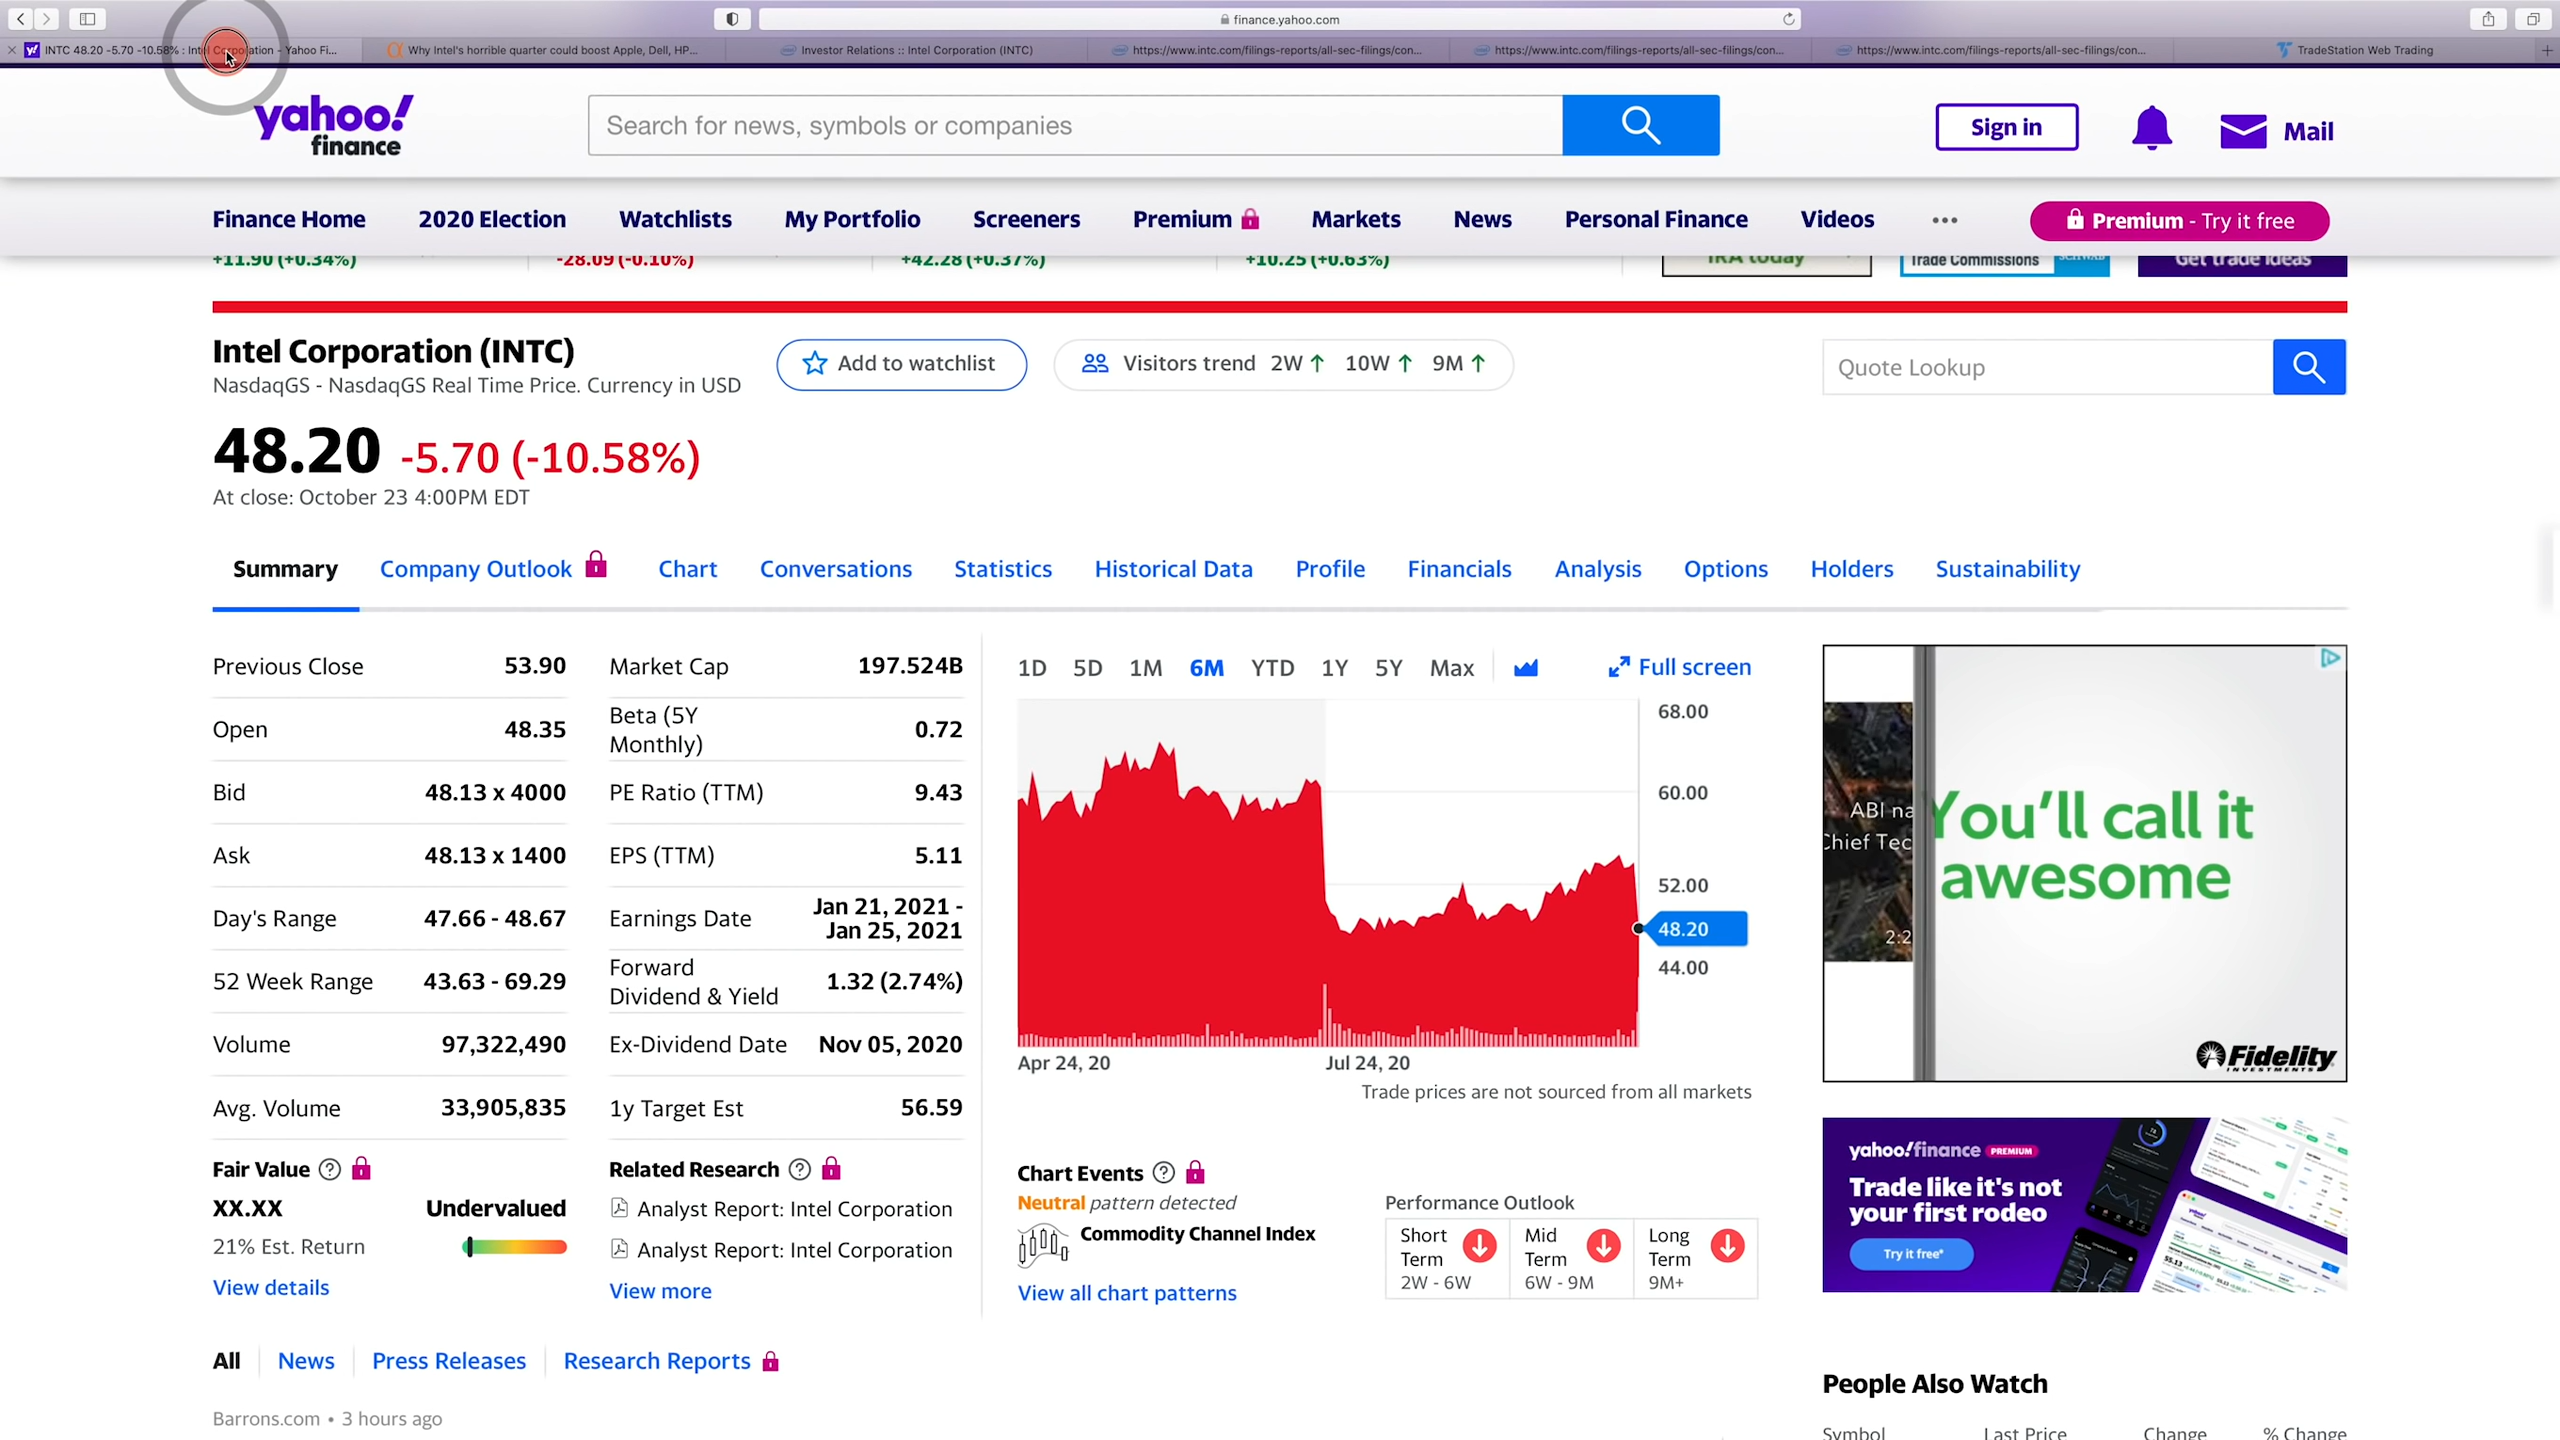 finance.yahoo.com
INTC 48.20 -5.70 -10.58% : Intel Corporation - Yahoo Fi...
Why Intel's horrible quarter could boost Apple, Dell, HP...
Investor Relations :: Intel Corporation (INTC)
https://www.intc.com/filings-reports/all-sec-filings/con...
https://www.intc.com/filings-reports/all-sec-filings/con...
https://www.intc.com/filings-reports/all-sec-filings/con...
TradeStation Web Trading
yahoo!
finance
Search for news, symbols or companies
Sign in
Mail
Finance Home
2020 Election
Watchlists
My Portfolio
Screeners
Premium
Markets
News
Personal Finance
Videos
Premium - Try it free
+11.90 (+0.34%)
-28.09 (-0.10%)
+42.28 (+0.37%)
+10.25 (+0.63%)
IRA today
Trade Commissions
SCHWAB
Get trade ideas
Intel Corporation (INTC)
NasdaqGS - NasdaqGS Real Time Price. Currency in USD
Add to watchlist
Visitors trend 2W↑ 10W↑ 9M↑
Quote Lookup
48.20 -5.70 (-10.58%)
At close: October 23 4:00PM EDT
Summary
Company Outlook
Chart
Conversations
Statistics
Historical Data
Profile
Financials
Analysis
Options
Holders
Sustainability
Previous Close 53.90
Open 48.35
Bid 48.13 x 4000
Ask 48.13 x 1400
Day's Range 47.66 - 48.67
52 Week Range 43.63 - 69.29
Volume 97,322,490
Avg. Volume 33,905,835
Market Cap 197.524B
Beta (5Y
Monthly) 0.72
PE Ratio (TTM) 9.43
EPS (TTM) 5.11
Earnings Date Jan 21, 2021 -
Jan 25, 2021
Forward
Dividend & Yield 1.32 (2.74%)
Ex-Dividend Date Nov 05, 2020
1y Target Est 56.59
1D 5D 1M 6M YTD 1Y 5Y Max
Full screen
68.00
60.00
52.00
48.20
44.00
Apr 24, 20
Jul 24, 20
Trade prices are not sourced from all markets
ABI na
Chief Tec
2:2
You'll call it
awesome
Fidelity
INVESTMENTS
Fair Value
XX.XX Undervalued
21% Est. Return
View details
Related Research
Analyst Report: Intel Corporation
Analyst Report: Intel Corporation
View more
Chart Events
Neutral pattern detected
Commodity Channel Index
View all chart patterns
Performance Outlook
Short
Term
2W - 6W
Mid
Term
6W - 9M
Long
Term
9M+
yahoo!finance PREMIUM
Trade like it's not
your first rodeo
Try it free*
All
News
Press Releases
Research Reports
Barrons.com • 3 hours ago
People Also Watch
Symbol
Last Price
Change
% Change